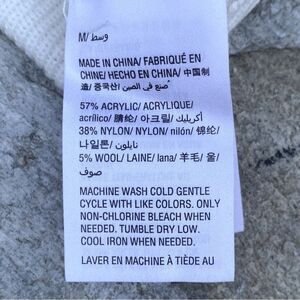 M/ وسط
MADE IN CHINA/ FABRIQUÉ EN
CHINE/ HECHO EN CHINA/ 中国制
造/ 중국산/ صنع في الصين
57% ACRYLIC/ ACRYLIQUE/
acrílico/ 腈纶/ 아크릴/ أكريليك/
38% NYLON/ NYLON/ nilón/ 锦纶/
나일론/ نايلون/
5% WOOL/ LAINE/ lana/ 羊毛/ 울/
صوف
MACHINE WASH COLD GENTLE
CYCLE WITH LIKE COLORS. ONLY
NON-CHLORINE BLEACH WHEN
NEEDED. TUMBLE DRY LOW.
COOL IRON WHEN NEEDED.
LAVER EN MACHINE À TIÈDE AU